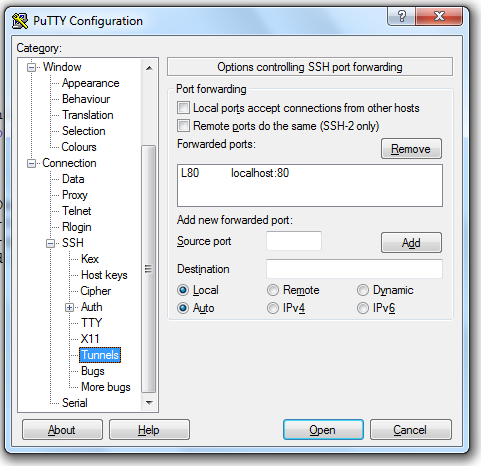 PuTTY Configuration
Category:
Window
Appearance
Behaviour
Translation
Selection
Colours
Connection
Data
Proxy
Telnet
Rlogin
SSH
Kex
Host keys
Cipher
Auth
TTY
X11
Tunnels
Bugs
More bugs
Serial
Options controlling SSH port forwarding
Port forwarding
Local ports accept connections from other hosts
Remote ports do the same (SSH-2 only)
Forwarded ports: Remove
L80 localhost:80
Add new forwarded port:
Source port Add
Destination
Local Remote Dynamic
Auto IPv4 IPv6
About Help Open Cancel